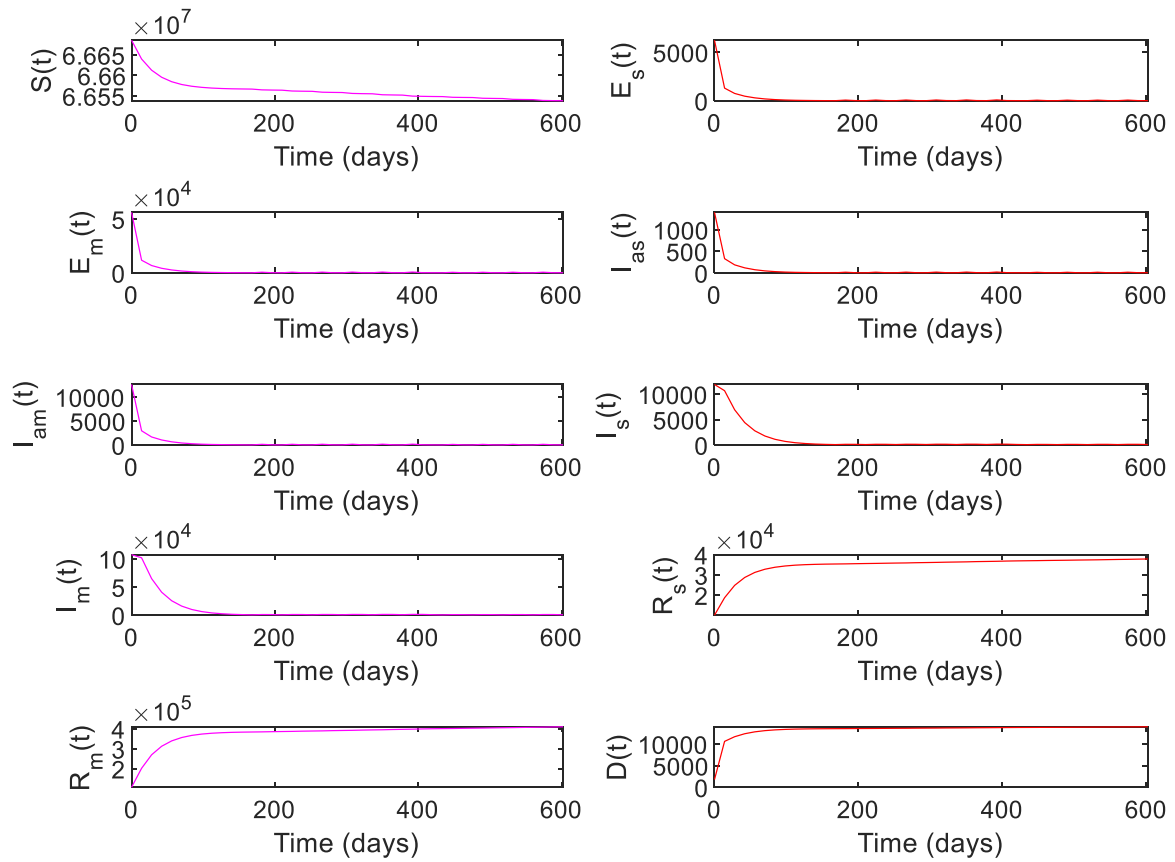 ×10^7
S(t)
6.665
6.66
6.655
0 200 400 600
Time (days)
E_s(t)
5000
0
0 200 400 600
Time (days)
×10^4
E_m(t)
5
0
0 200 400 600
Time (days)
I_as(t)
1000
500
0
0 200 400 600
Time (days)
I_am(t)
10000
5000
0
0 200 400 600
Time (days)
I_s(t)
10000
5000
0
0 200 400 600
Time (days)
×10^4
I_m(t)
10
5
0
0 200 400 600
Time (days)
×10^4
R_s(t)
4
3
2
0 200 400 600
Time (days)
×10^5
R_m(t)
4
3
2
0 200 400 600
Time (days)
D(t)
10000
5000
0
0 200 400 600
Time (days)